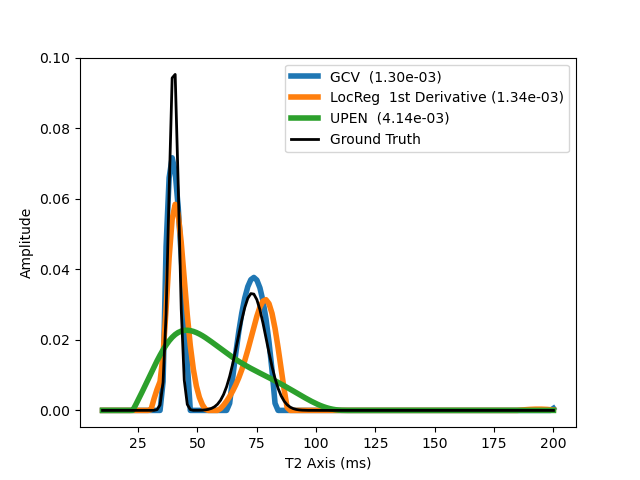 0.10
0.08
0.06
0.04
0.02
0.00
Amplitude
GCV  (1.30e-03)
LocReg  1st Derivative (1.34e-03)
UPEN  (4.14e-03)
Ground Truth
25 50 75 100 125 150 175 200
T2 Axis (ms)